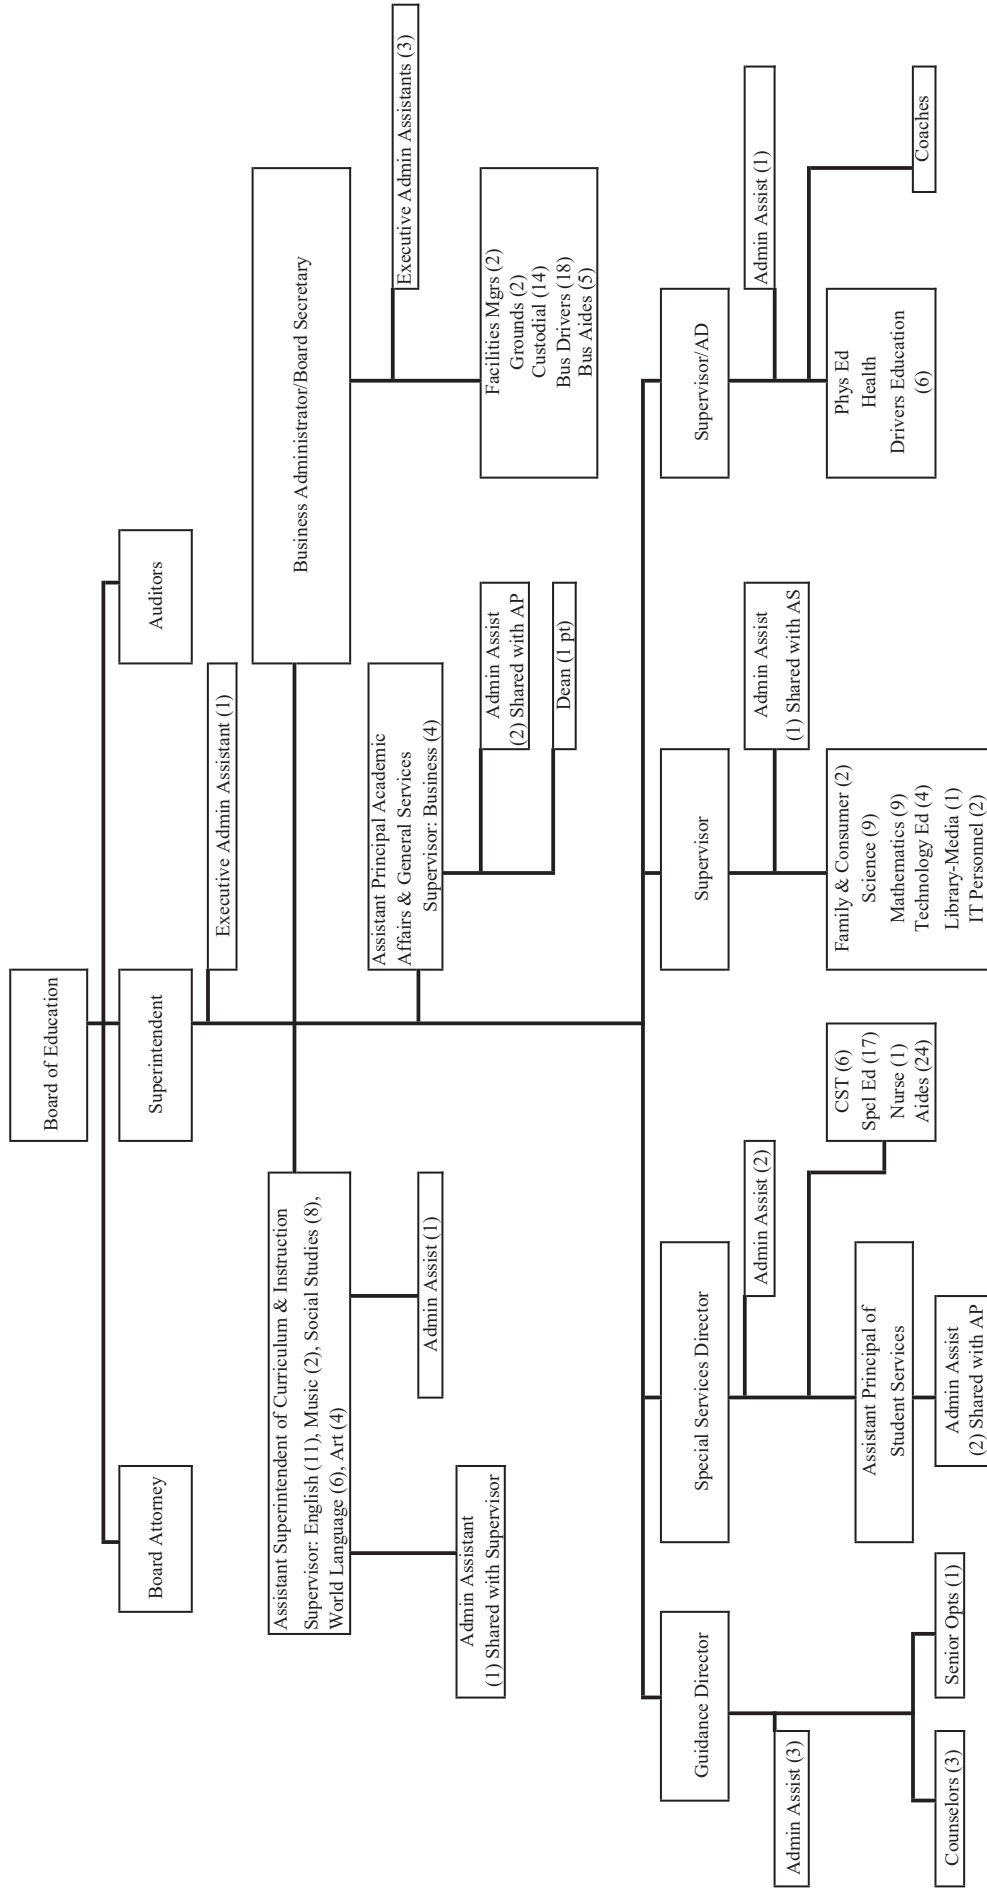 Board of Education
Board Attorney
Superintendent
Auditors
Executive Admin Assistant (1)
Assistant Superintendent of Curriculum & Instruction
Supervisor: English (11), Music (2), Social Studies (8),
World Language (6), Art (4)
Business Administrator/Board Secretary
Admin Assist (1)
Admin Assistant
(1) Shared with Supervisor
Assistant Principal Academic
Affairs & General Services
Supervisor: Business (4)
Admin Assist
(2) Shared with AP
Dean (1 pt)
Executive Admin Assistants (3)
Facilities Mgrs (2)
Grounds (2)
Custodial (14)
Bus Drivers (18)
Bus Aides (5)
Guidance Director
Admin Assist (3)
Counselors (3)
Senior Opts (1)
Special Services Director
Admin Assist (2)
CST (6)
Spcl Ed (17)
Nurse (1)
Aides (24)
Assistant Principal of
Student Services
Admin Assist
(2) Shared with AP
Supervisor
Admin Assist
(1) Shared with AS
Family & Consumer (2)
Science (9)
Mathematics (9)
Technology Ed (4)
Library-Media (1)
IT Personnel (2)
Supervisor/AD
Admin Assist (1)
Phys Ed
Health
Drivers Education
(6)
Coaches